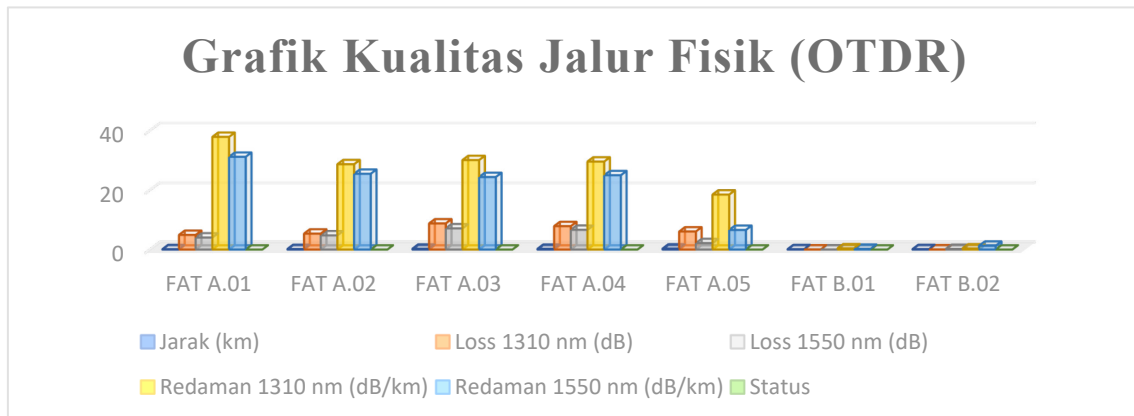 Grafik Kualitas Jalur Fisik (OTDR)
40
20
0
FAT A.01 FAT A.02 FAT A.03 FAT A.04 FAT A.05 FAT B.01 FAT B.02
Jarak (km) Loss 1310 nm (dB) Loss 1550 nm (dB)
Redaman 1310 nm (dB/km) Redaman 1550 nm (dB/km) Status